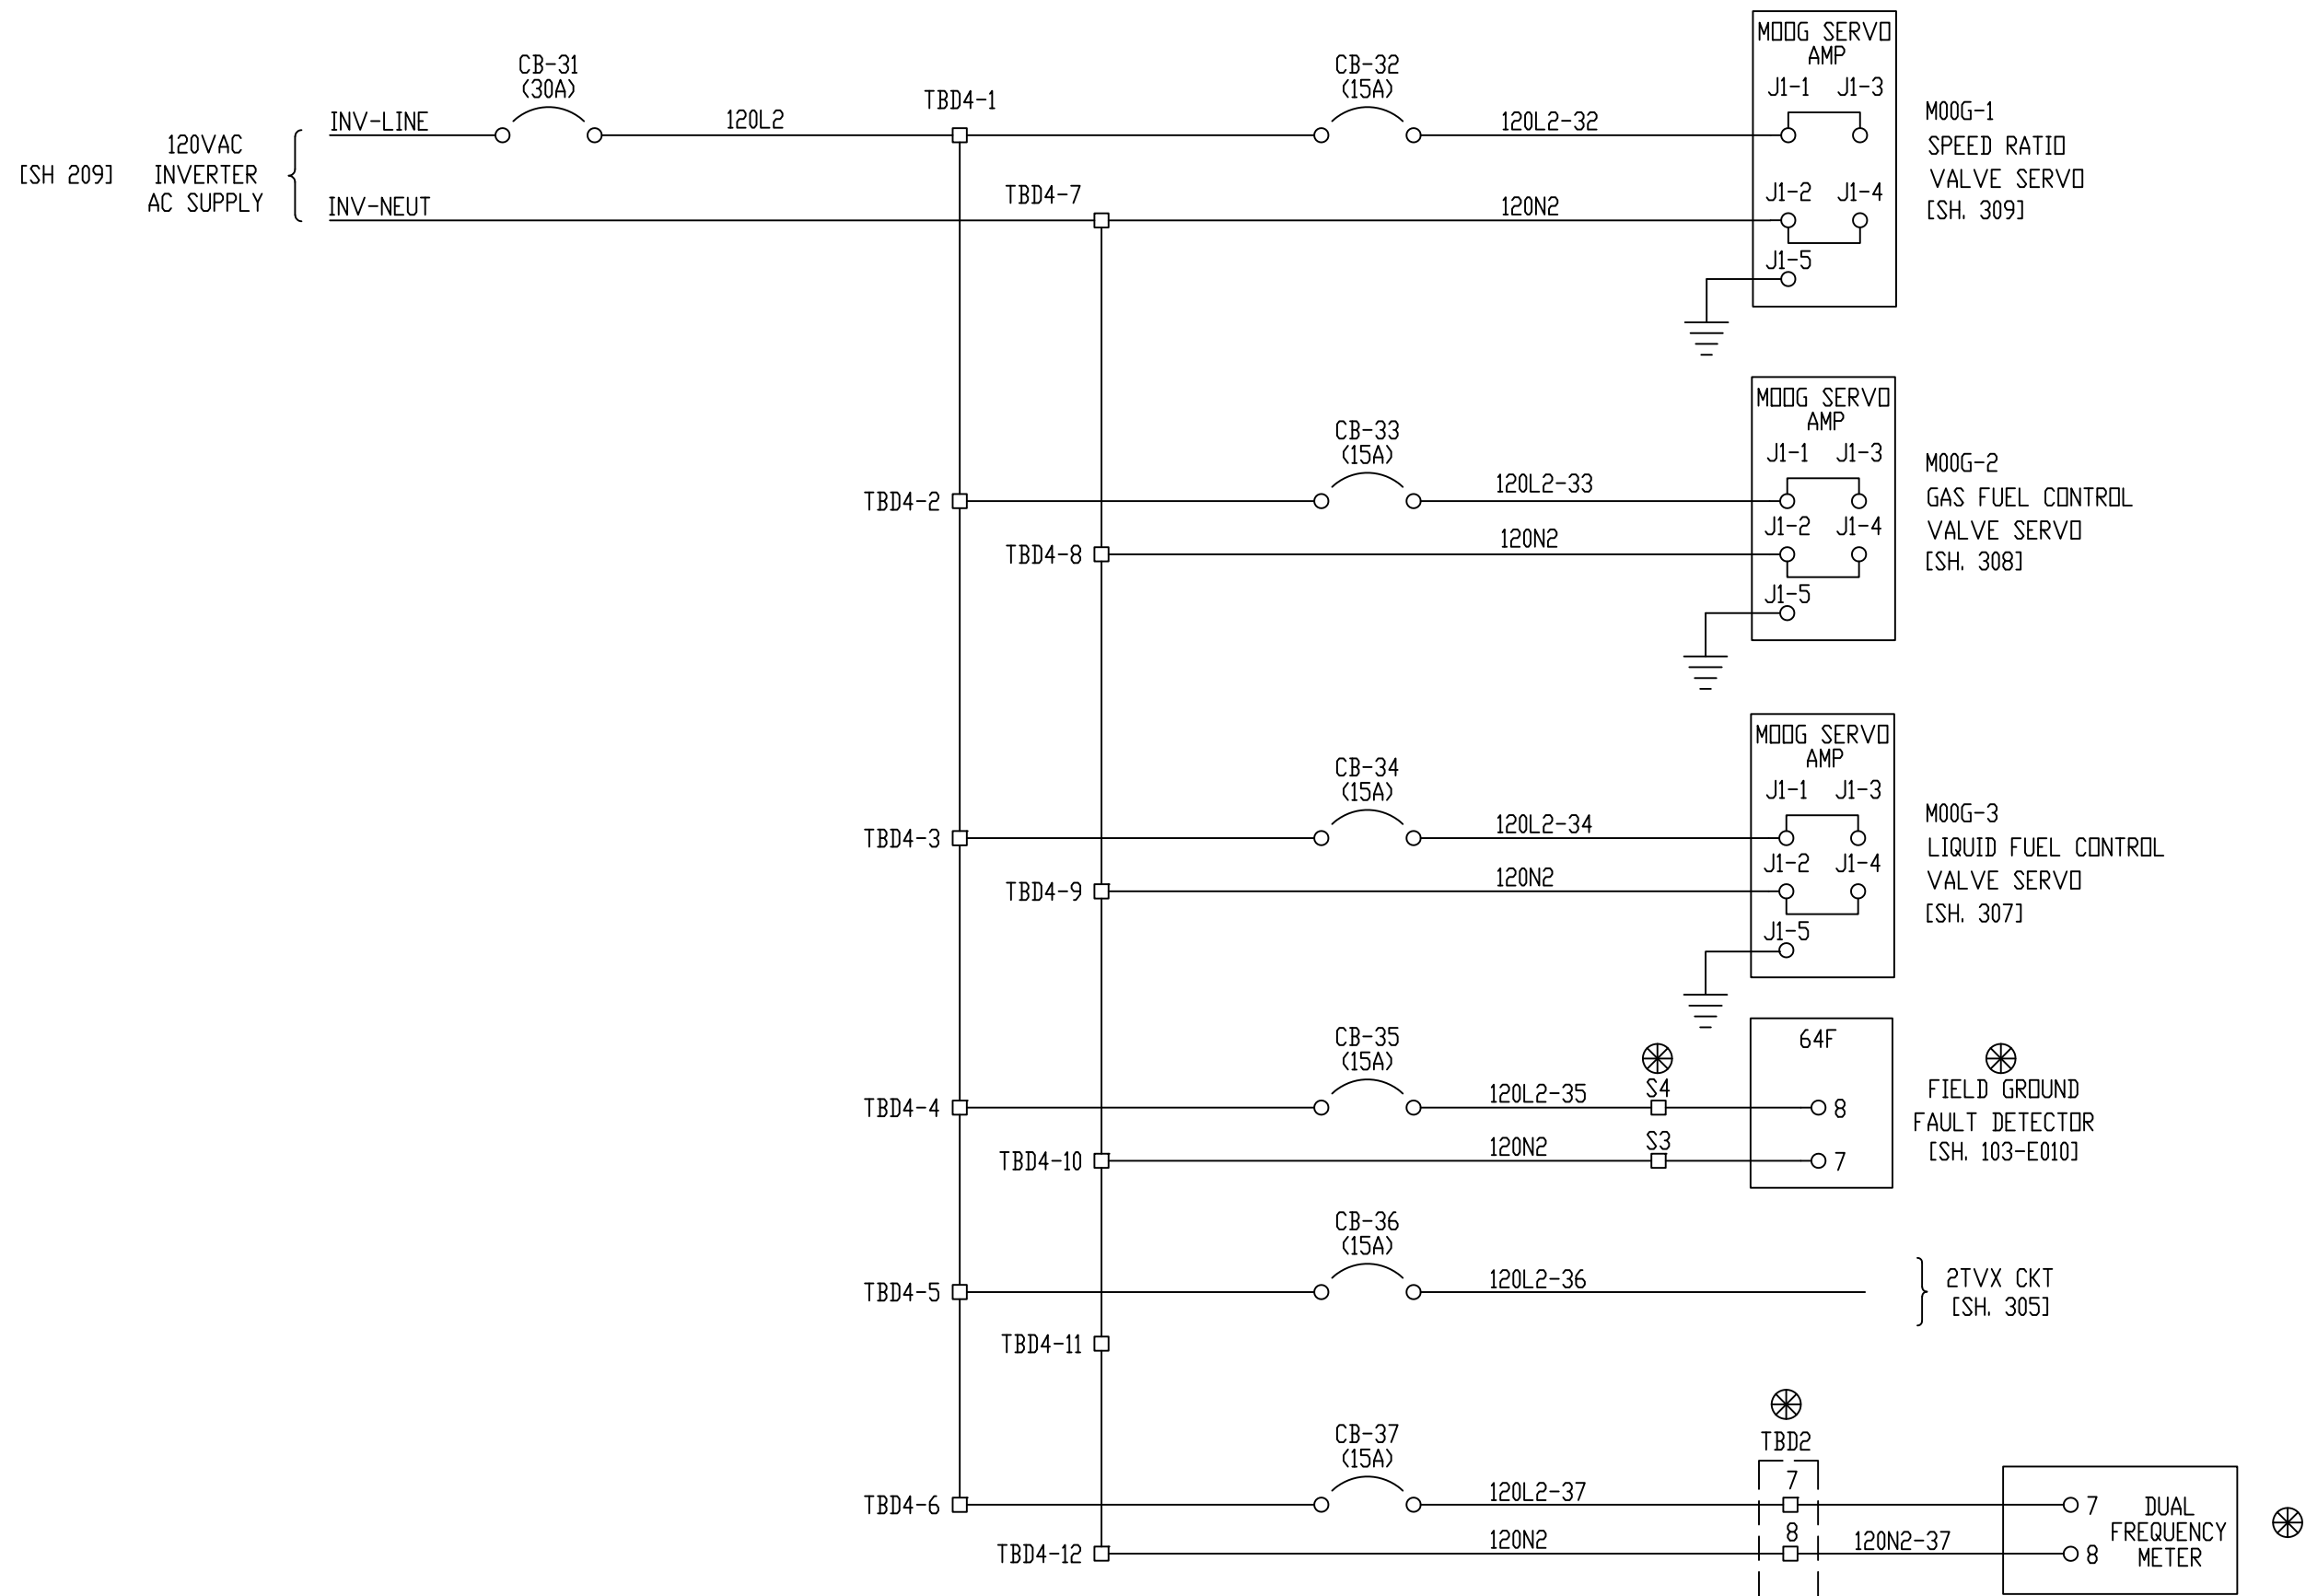 [SH 209]
120VAC
INVERTER
AC SUPPLY
INV-LINE
INV-NEUT
CB-31
(30A)
120L2
TBD4-1
TBD4-7
CB-32
(15A)
120L2-32
120N2
MOOG SERVO
AMP
J1-1 J1-3
J1-2 J1-4
J1-5
MOOG-1
SPEED RATIO
VALVE SERVO
[SH. 309]
TBD4-2
TBD4-8
CB-33
(15A)
120L2-33
120N2
MOOG SERVO
AMP
J1-1 J1-3
J1-2 J1-4
J1-5
MOOG-2
GAS FUEL CONTROL
VALVE SERVO
[SH. 308]
TBD4-3
TBD4-9
CB-34
(15A)
120L2-34
120N2
MOOG SERVO
AMP
J1-1 J1-3
J1-2 J1-4
J1-5
MOOG-3
LIQUID FUEL CONTROL
VALVE SERVO
[SH. 307]
TBD4-4
TBD4-10
CB-35
(15A)
120L2-35
120N2
S4
S3
64F
8
7
FIELD GROUND
FAULT DETECTOR
[SH. 103-E010]
TBD4-5
TBD4-11
CB-36
(15A)
120L2-36
2TVX CKT
[SH. 305]
TBD4-6
TBD4-12
CB-37
(15A)
120L2-37
120N2
TBD2
7
8
120N2-37
7
8
DUAL
FREQUENCY
METER